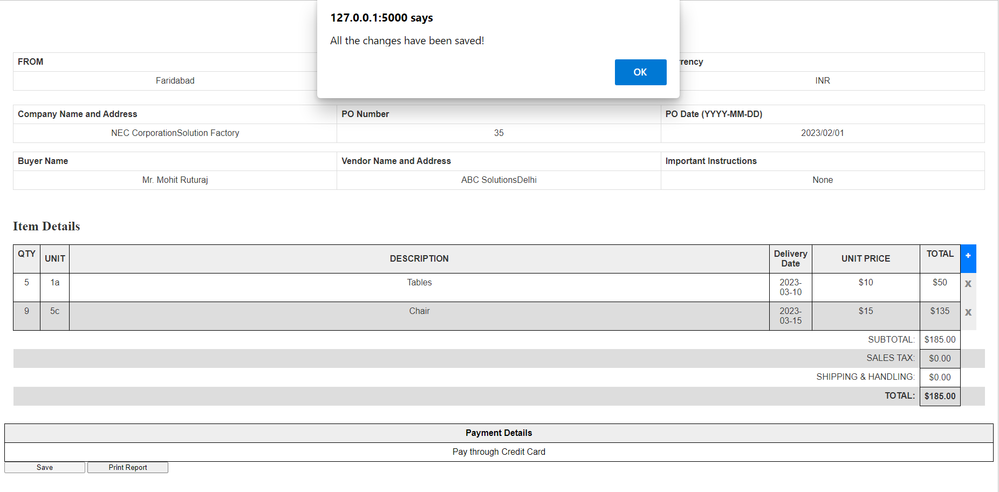 127.0.0.1:5000 says
All the changes have been saved!
OK
FROM
rency
Faridabad
INR
Company Name and Address
PO Number
PO Date (YYYY-MM-DD)
NEC CorporationSolution Factory
35
2023/02/01
Buyer Name
Vendor Name and Address
Important Instructions
Mr. Mohit Ruturaj
ABC SolutionsDelhi
None
Item Details
QTY
UNIT
DESCRIPTION
Delivery
Date
UNIT PRICE
TOTAL
+
5
1a
Tables
2023-
03-10
$10
$50
X
9
5c
Chair
2023-
03-15
$15
$135
X
SUBTOTAL: $185.00
SALES TAX: $0.00
SHIPPING & HANDLING: $0.00
TOTAL: $185.00
Payment Details
Pay through Credit Card
Save
Print Report